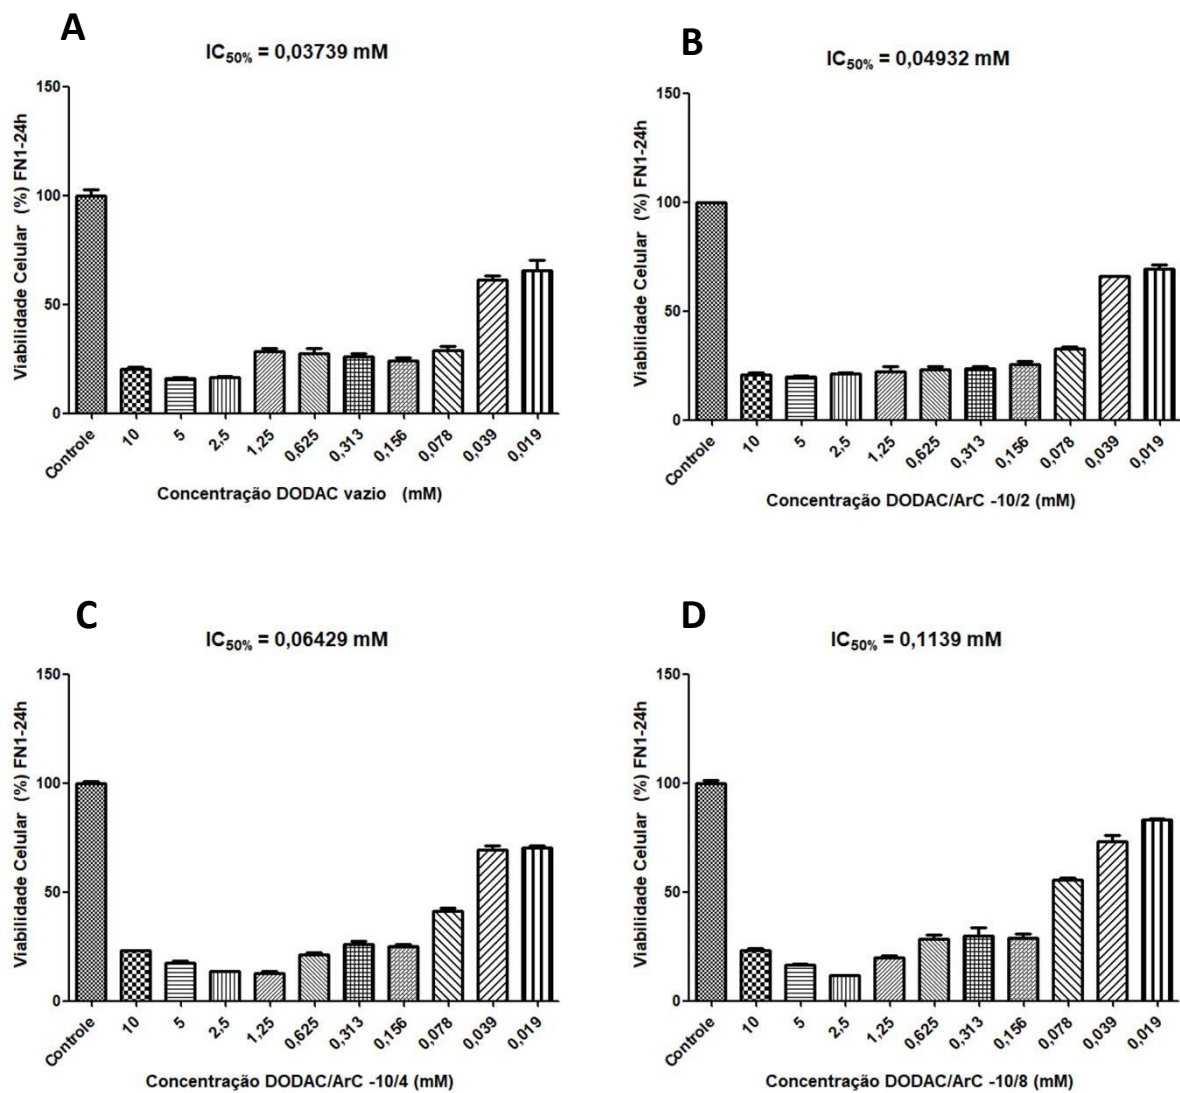 A
IC50% = 0,03739 mM
Viabilidade Celular (%) FN1-24h
150
100
50
0
Controle
10
5
2,5
1,25
0,625
0,313
0,156
0,078
0,039
0,019
Concentração DODAC vazio (mM)
B
IC50% = 0,04932 mM
Viabilidade Celular (%) FN1-24h
150
100
50
0
Controle
10
5
2,5
1,25
0,625
0,313
0,156
0,078
0,039
0,019
Concentração DODAC/ArC -10/2 (mM)
C
IC50% = 0,06429 mM
Viabilidade Celular (%) FN1-24h
150
100
50
0
Controle
10
5
2,5
1,25
0,625
0,313
0,156
0,078
0,039
0,019
Concentração DODAC/ArC -10/4 (mM)
D
IC50% = 0,1139 mM
Viabilidade Celular (%) FN1-24h
150
100
50
0
Controle
10
5
2,5
1,25
0,625
0,313
0,156
0,078
0,039
0,019
Concentração DODAC/ArC -10/8 (mM)